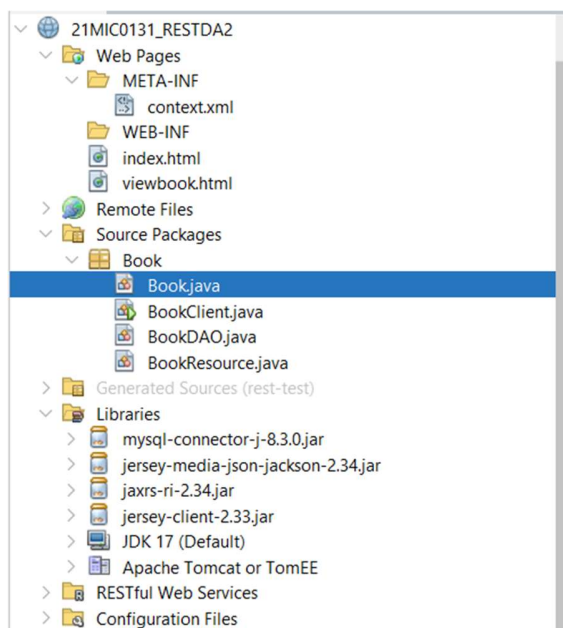 21MIC0131_RESTDA2
Web Pages
META-INF
context.xml
WEB-INF
index.html
viewbook.html
Remote Files
Source Packages
Book
Book.java
BookClient.java
BookDAO.java
BookResource.java
Generated Sources (rest-test)
Libraries
mysql-connector-j-8.3.0.jar
jersey-media-json-jackson-2.34.jar
jaxrs-ri-2.34.jar
jersey-client-2.33.jar
JDK 17 (Default)
Apache Tomcat or TomEE
RESTful Web Services
Configuration Files